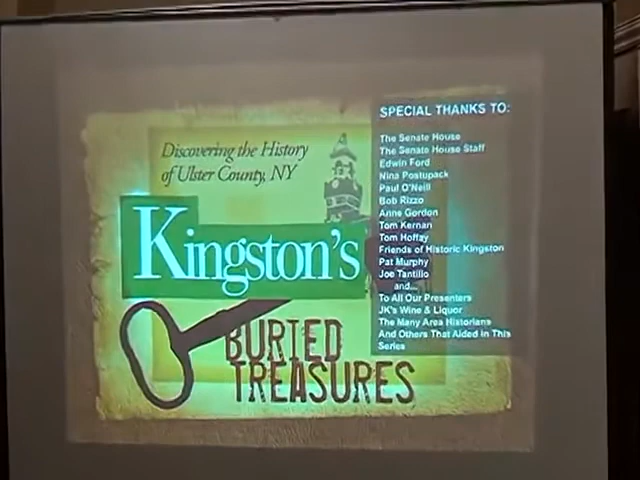 Discovering the History
of Ulster County, NY
Kingston's
BURIED
TREASURES
SPECIAL THANKS TO:
The Senate House
The Senate House Staff
Edwin Ford
Nina Postupack
Paul O'Neill
Bob Rizzo
Anne Gordon
Tom Kernan
Tom Hoffay
Friends of Historic Kingston
Pat Murphy
Joe Tantillo
and...
To All Our Presenters
JK's Wine & Liquor
The Many Area Historians
And Others That Aided In This
Series